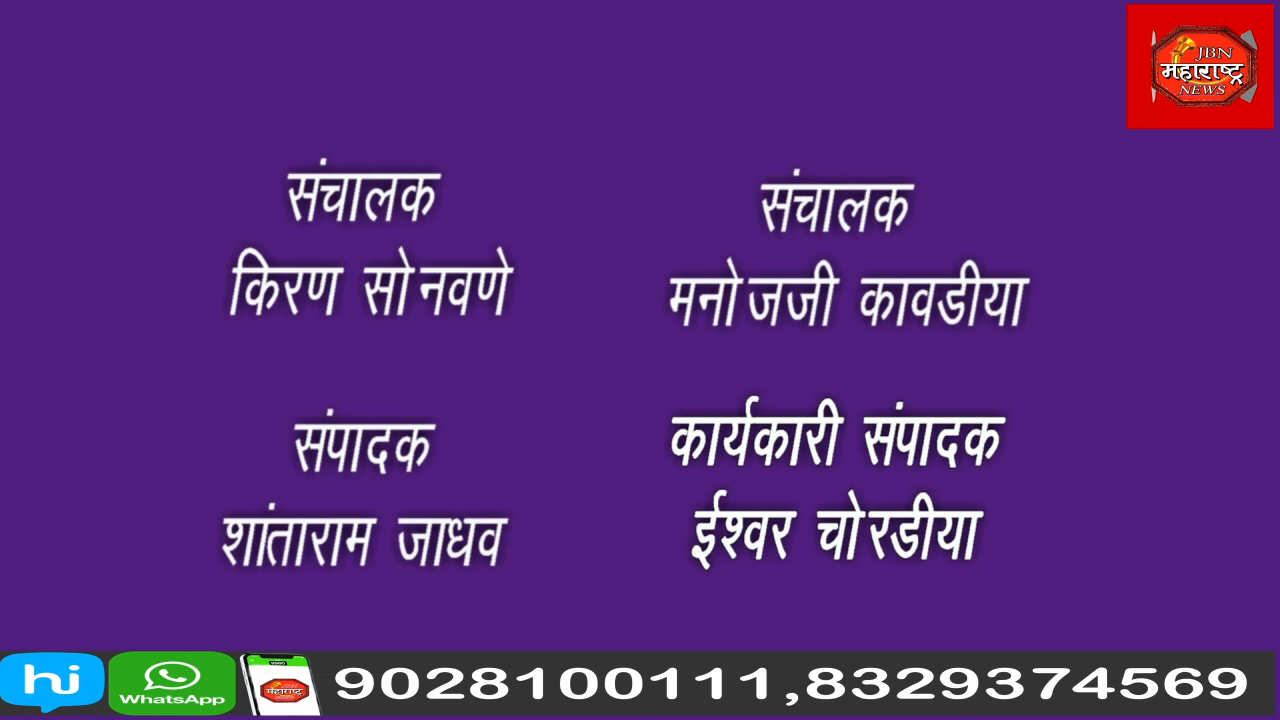 JBN
महाराष्ट्र
NEWS
संचालक
किरण सोनवणे
संचालक
मनोजजी कावडीया
संपादक
शांताराम जाधव
कार्यकारी संपादक
ईश्वर चोरडीया
hi
WhatsApp
महाराष्ट्र
9028100111,8329374569